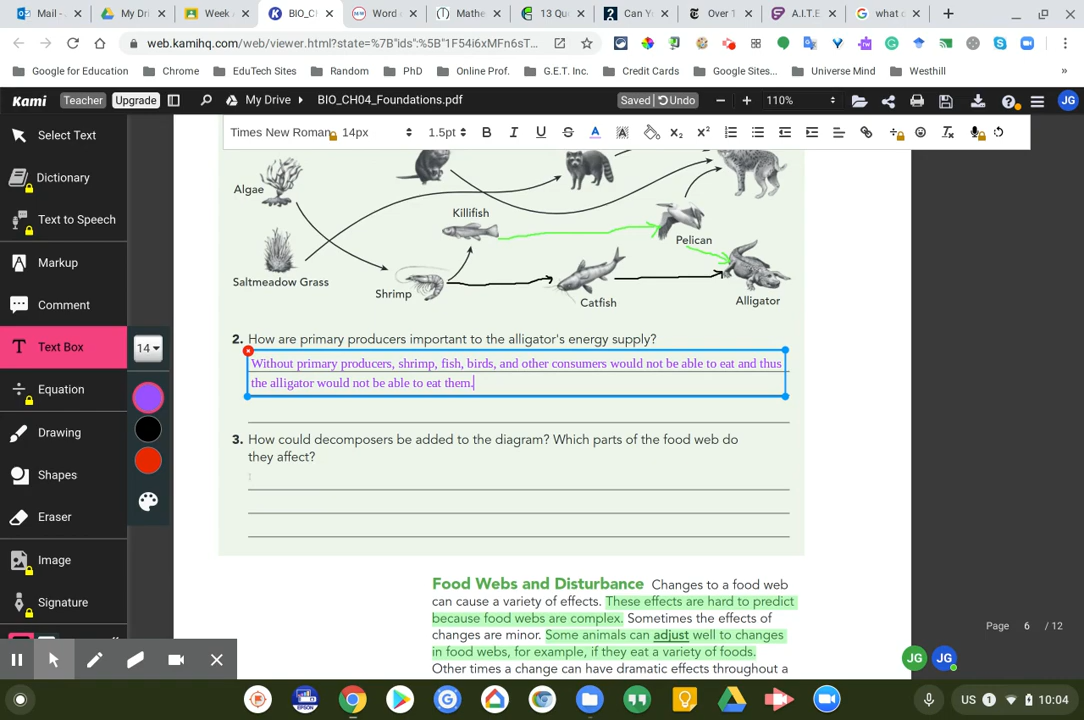 Mail -
My Dri
Week
BIO_CH
Word
Mathe
13 Qu
Can Y
Over 1
A.I.T.E
what c
web.kamihq.com/web/viewer.html?state=%7B"ids":%5B"1F54i6xMFn6sT...
Google for Education
Chrome
EduTech Sites
Random
PhD
Online Prof.
G.E.T. Inc.
Credit Cards
Google Sites...
Universe Mind
Westhill
»
Kami
Teacher
Upgrade
My Drive
BIO_CH04_Foundations.pdf
Saved
Undo
110%
JG
Times New Roman
14px
1.5pt
B I U S A
Select Text
Dictionary
Text to Speech
Markup
Comment
Text Box
14
Equation
Drawing
Shapes
Eraser
Image
Signature
Algae
Killifish
Pelican
Saltmeadow Grass
Shrimp
Catfish
Alligator
2. How are primary producers important to the alligator's energy supply?
Without primary producers, shrimp, fish, birds, and other consumers would not be able to eat and thus
the alligator would not be able to eat them.
3. How could decomposers be added to the diagram? Which parts of the food web do
they affect?
Food Webs and Disturbance Changes to a food web
can cause a variety of effects. These effects are hard to predict
because food webs are complex. Sometimes the effects of
changes are minor. Some animals can adjust well to changes
in food webs, for example, if they eat a variety of foods.
Other times a change can have dramatic effects throughout a
Page 6 / 12
JG JG
EPSON
US 1 10:04